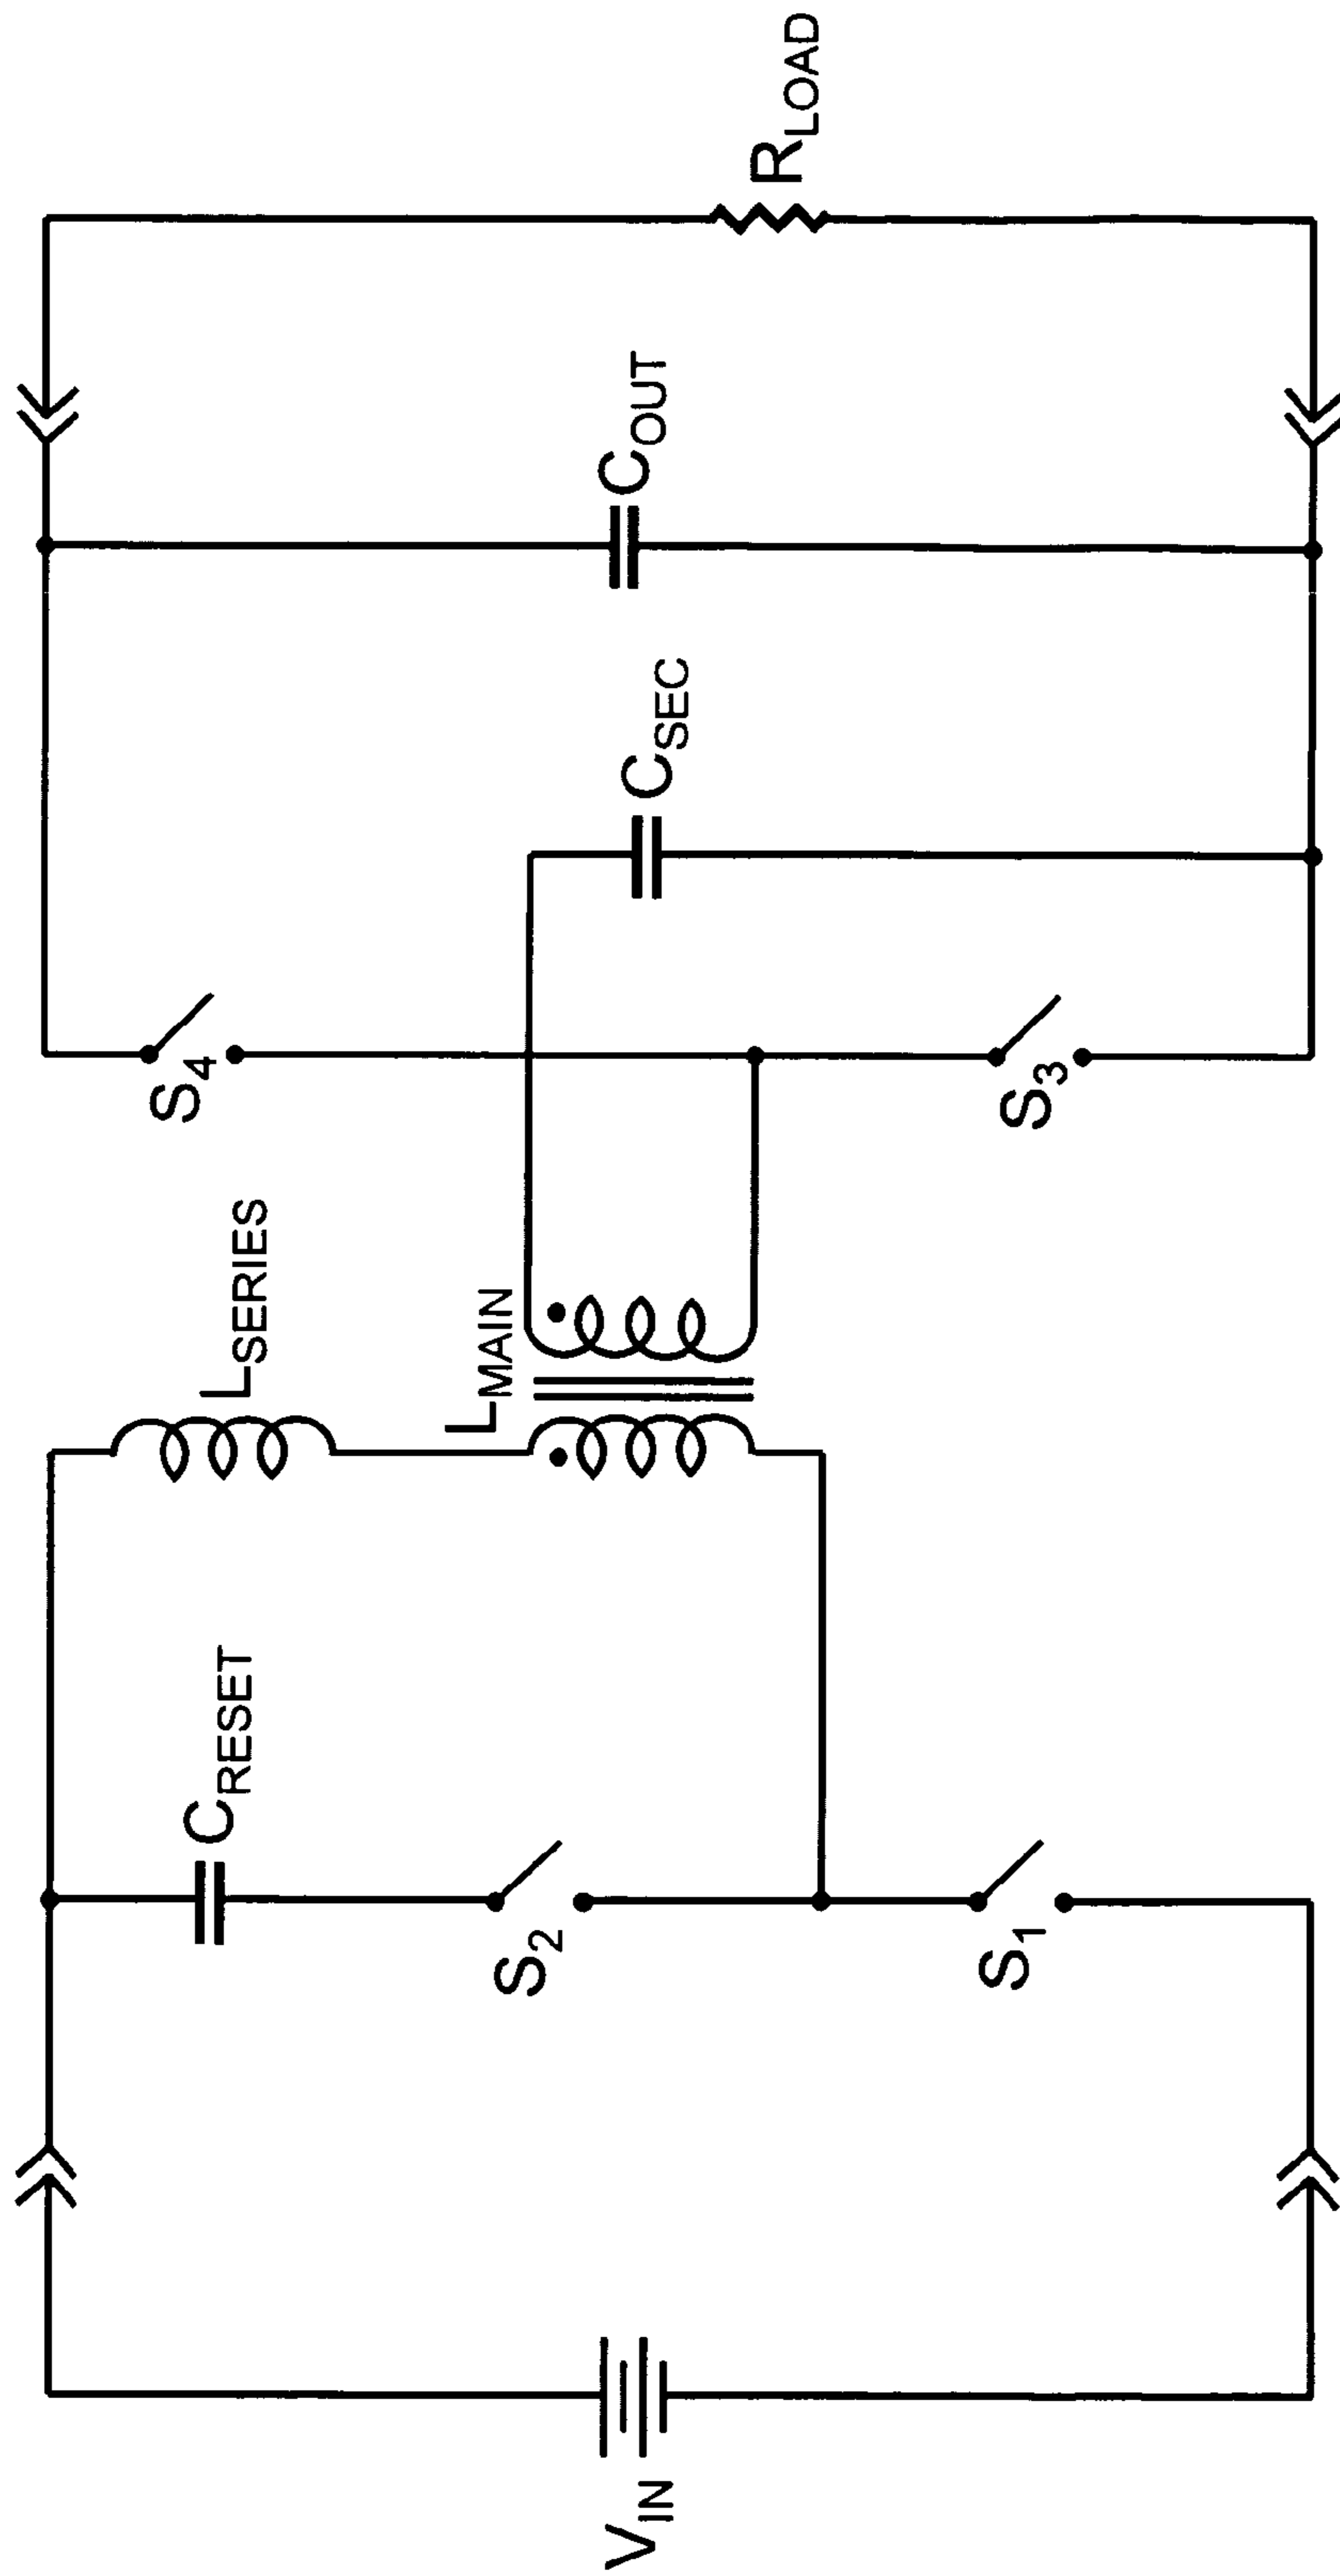 V_IN
C_RESET
S_2
S_1
L_SERIES
L_MAIN
S_4
S_3
C_SEC
C_OUT
R_LOAD